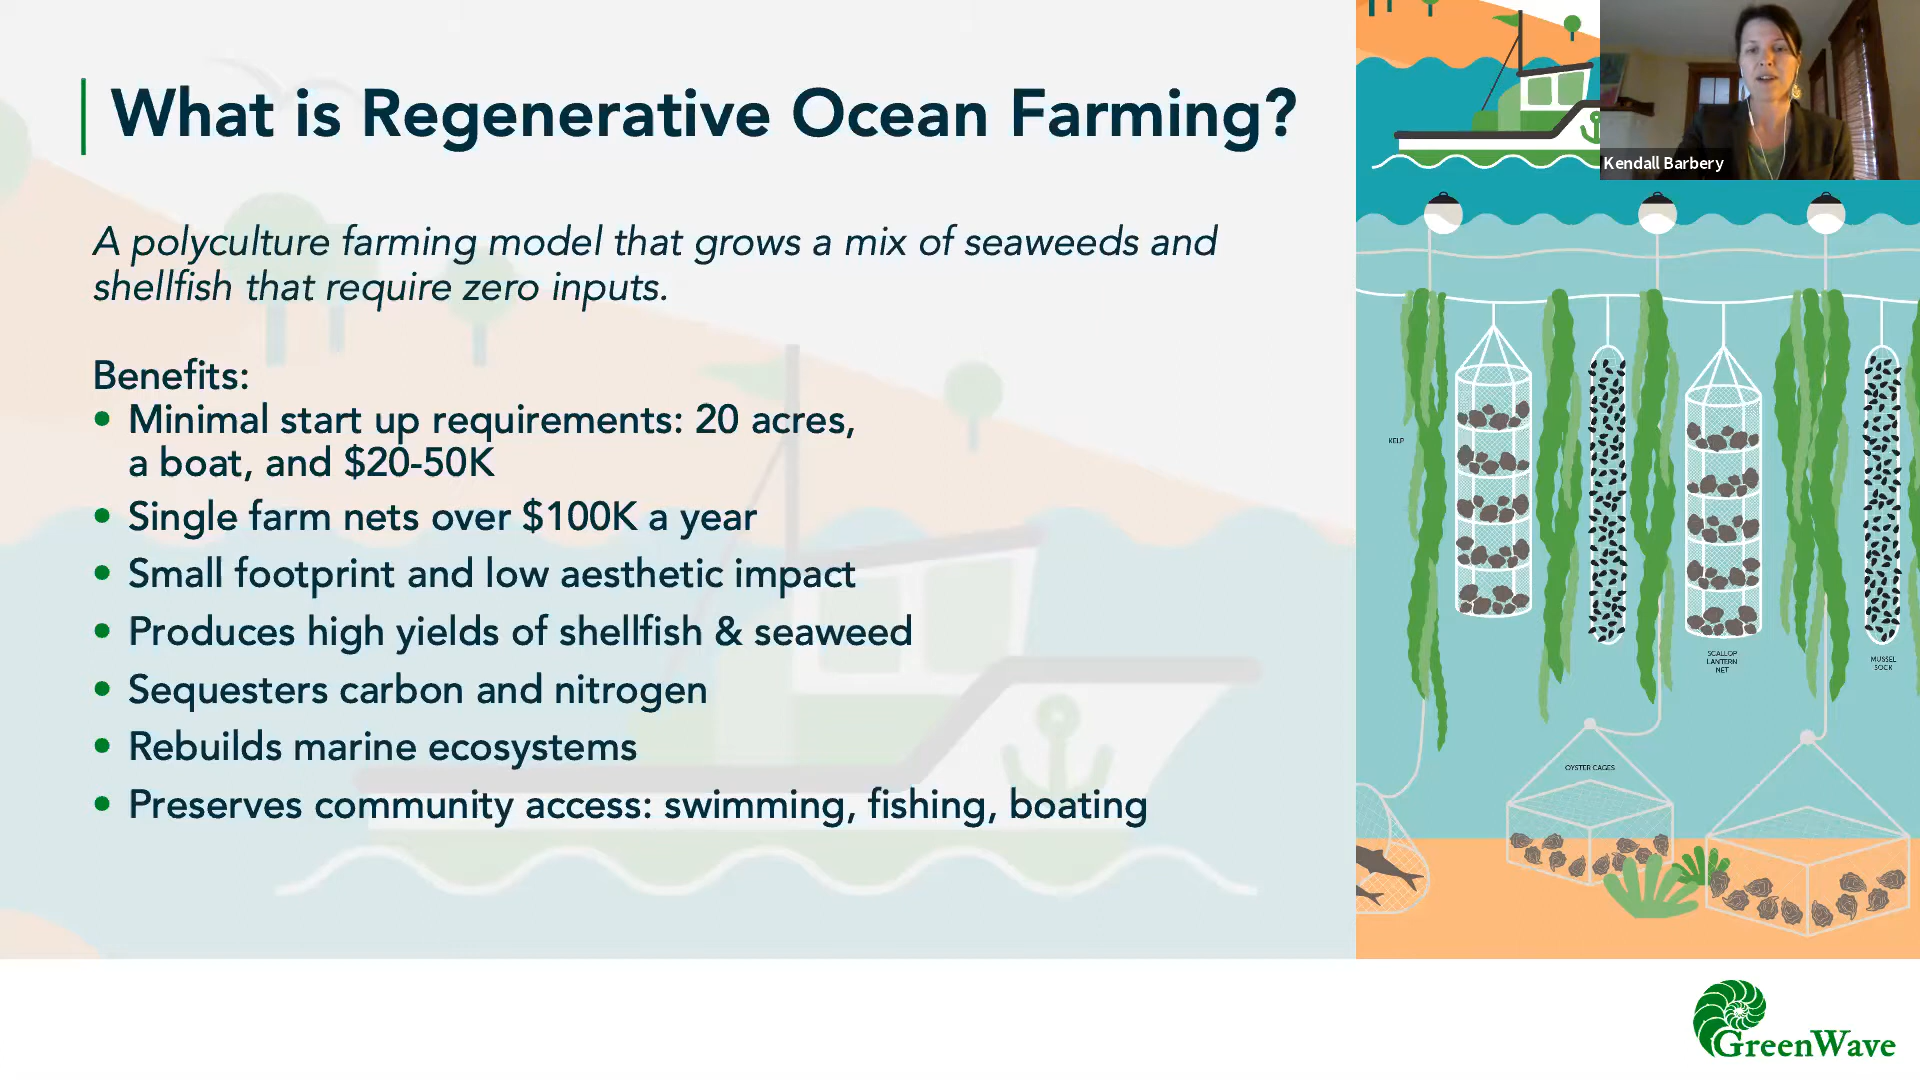 What is Regenerative Ocean Farming?
A polyculture farming model that grows a mix of seaweeds and
shellfish that require zero inputs.
Benefits:
• Minimal start up requirements: 20 acres,
a boat, and $20-50K
• Single farm nets over $100K a year
• Small footprint and low aesthetic impact
• Produces high yields of shellfish & seaweed
• Sequesters carbon and nitrogen
• Rebuilds marine ecosystems
• Preserves community access: swimming, fishing, boating
Kendall Barbery
KELP
SCALLOP
LANTERN
NET
MUSSEL
SOCK
OYSTER CAGES
GreenWave